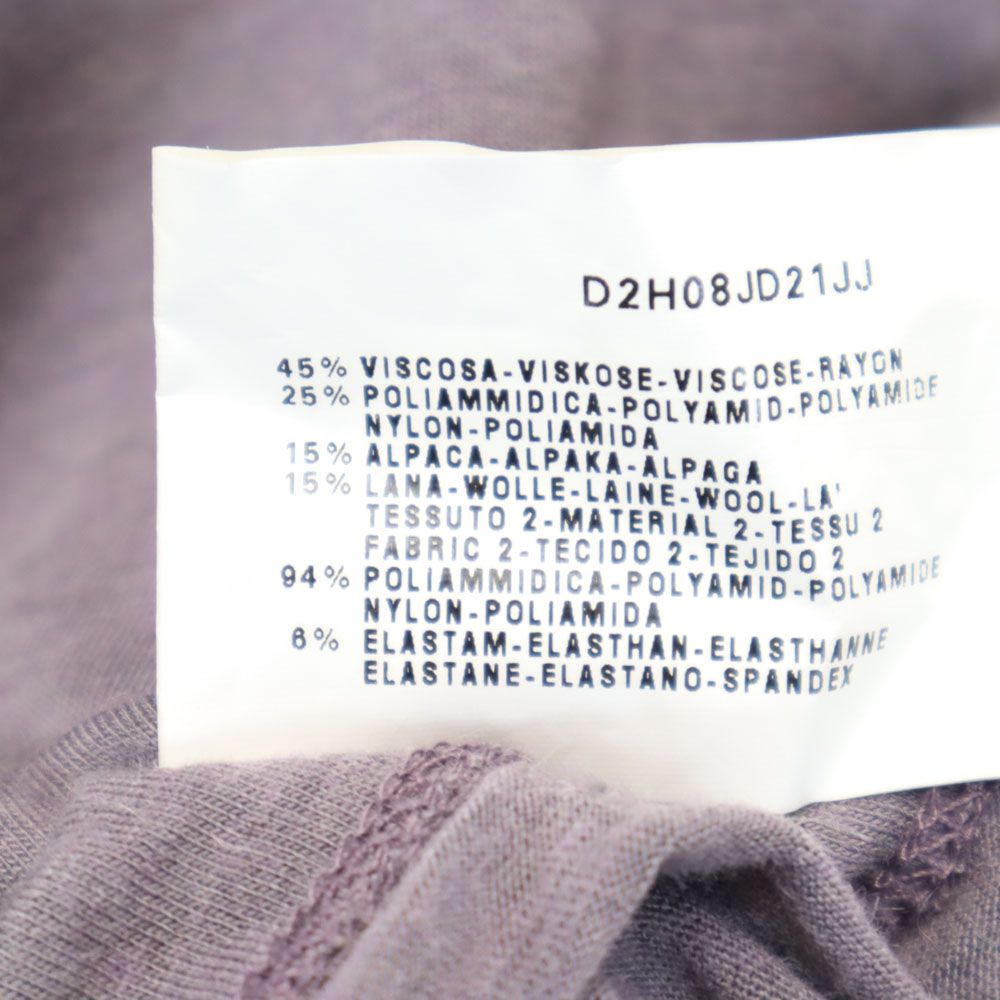 D2H08JD21JJ
45% VISCOSA-VISKOSE-VISCOSE-RAYON
25% POLIAMMIDICA-POLYAMID-POLYAMIDE
NYLON-POLIAMIDA
15% ALPACA-ALPAKA-ALPAGA
15% LANA-WOLLE-LAINE-WOOL-LA'
TESSUTO 2-MATERIAL 2-TESSU 2
FABRIC 2-TECIDO 2-TEJIDO 2
94% POLIAMMIDICA-POLYAMID-POLYAMIDE
NYLON-POLIAMIDA
6% ELASTAM-ELASTHAN-ELASTHANNE
ELASTANE-ELASTANO-SPANDEX